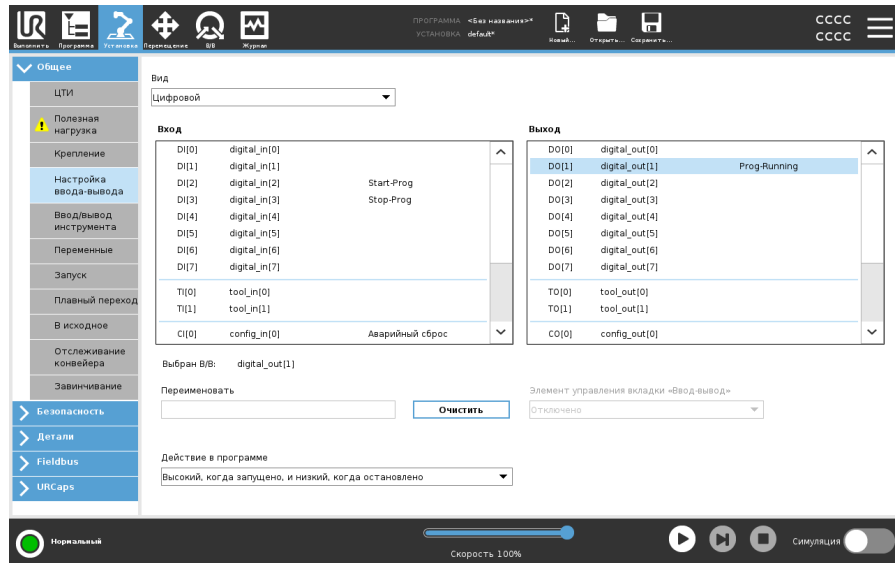 ПРОГРАММА <Без названия>*
УСТАНОВКА default*
Выполнить Программа Установка Перемещение В/В Журнал
Новый... Открыть... Сохранить...
CCCC
CCCC
Общее
ЦТИ
Полезная
нагрузка
Крепление
Настройка
ввода-вывода
Ввод/вывод
инструмента
Переменные
Запуск
Плавный переход
В исходное
Отслеживание
конвейера
Завинчивание
Безопасность
Детали
Fieldbus
URCaps
Вид
Цифровой
Вход
DI[0] digital_in[0]
DI[1] digital_in[1]
DI[2] digital_in[2] Start-Prog
DI[3] digital_in[3] Stop-Prog
DI[4] digital_in[4]
DI[5] digital_in[5]
DI[6] digital_in[6]
DI[7] digital_in[7]
TI[0] tool_in[0]
TI[1] tool_in[1]
CI[0] config_in[0] Аварийный сброс
Выход
DO[0] digital_out[0]
DO[1] digital_out[1] Prog-Running
DO[2] digital_out[2]
DO[3] digital_out[3]
DO[4] digital_out[4]
DO[5] digital_out[5]
DO[6] digital_out[6]
DO[7] digital_out[7]
TO[0] tool_out[0]
TO[1] tool_out[1]
CO[0] config_out[0]
Выбран В/В: digital_out[1]
Переименовать
Очистить
Элемент управления вкладки «Ввод-вывод»
Отключено
Действие в программе
Высокий, когда запущено, и низкий, когда остановлено
Нормальный
Скорость 100%
Симуляция